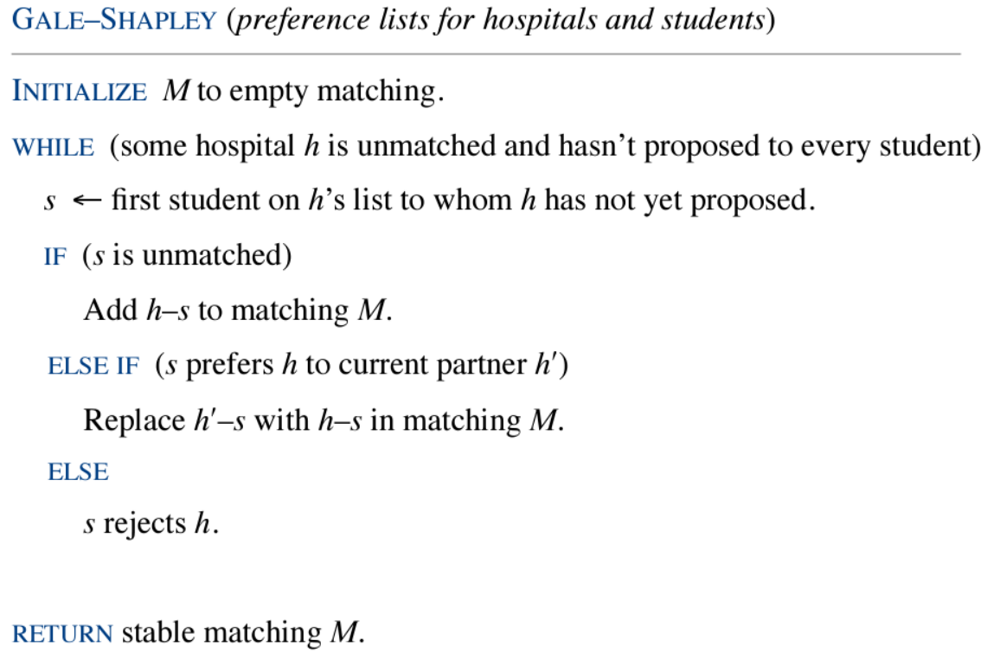 GALE–SHAPLEY (preference lists for hospitals and students)
INITIALIZE M to empty matching.
WHILE (some hospital h is unmatched and hasn’t proposed to every student)
s ← first student on h’s list to whom h has not yet proposed.
IF (s is unmatched)
Add h–s to matching M.
ELSE IF (s prefers h to current partner h′)
Replace h′–s with h–s in matching M.
ELSE
s rejects h.
RETURN stable matching M.